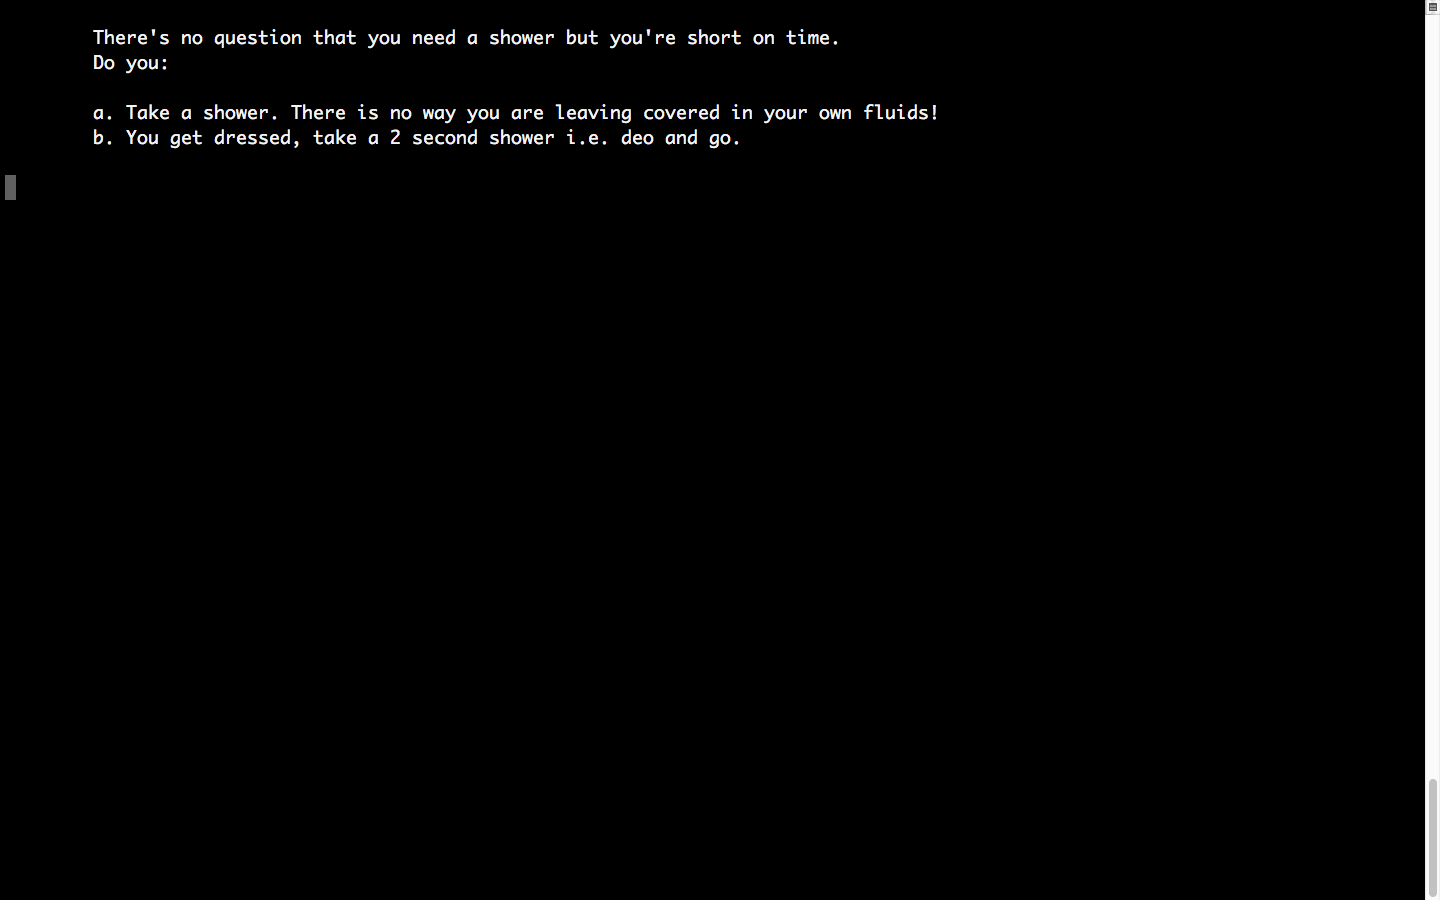 There's no question that you need a shower but you're short on time.
Do you:
a. Take a shower. There is no way you are leaving covered in your own fluids!
b. You get dressed, take a 2 second shower i.e. deo and go.